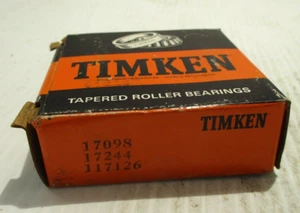 TIMKEN
TAPERED ROLLER BEARINGS
TIMKEN
17098
17244
117126